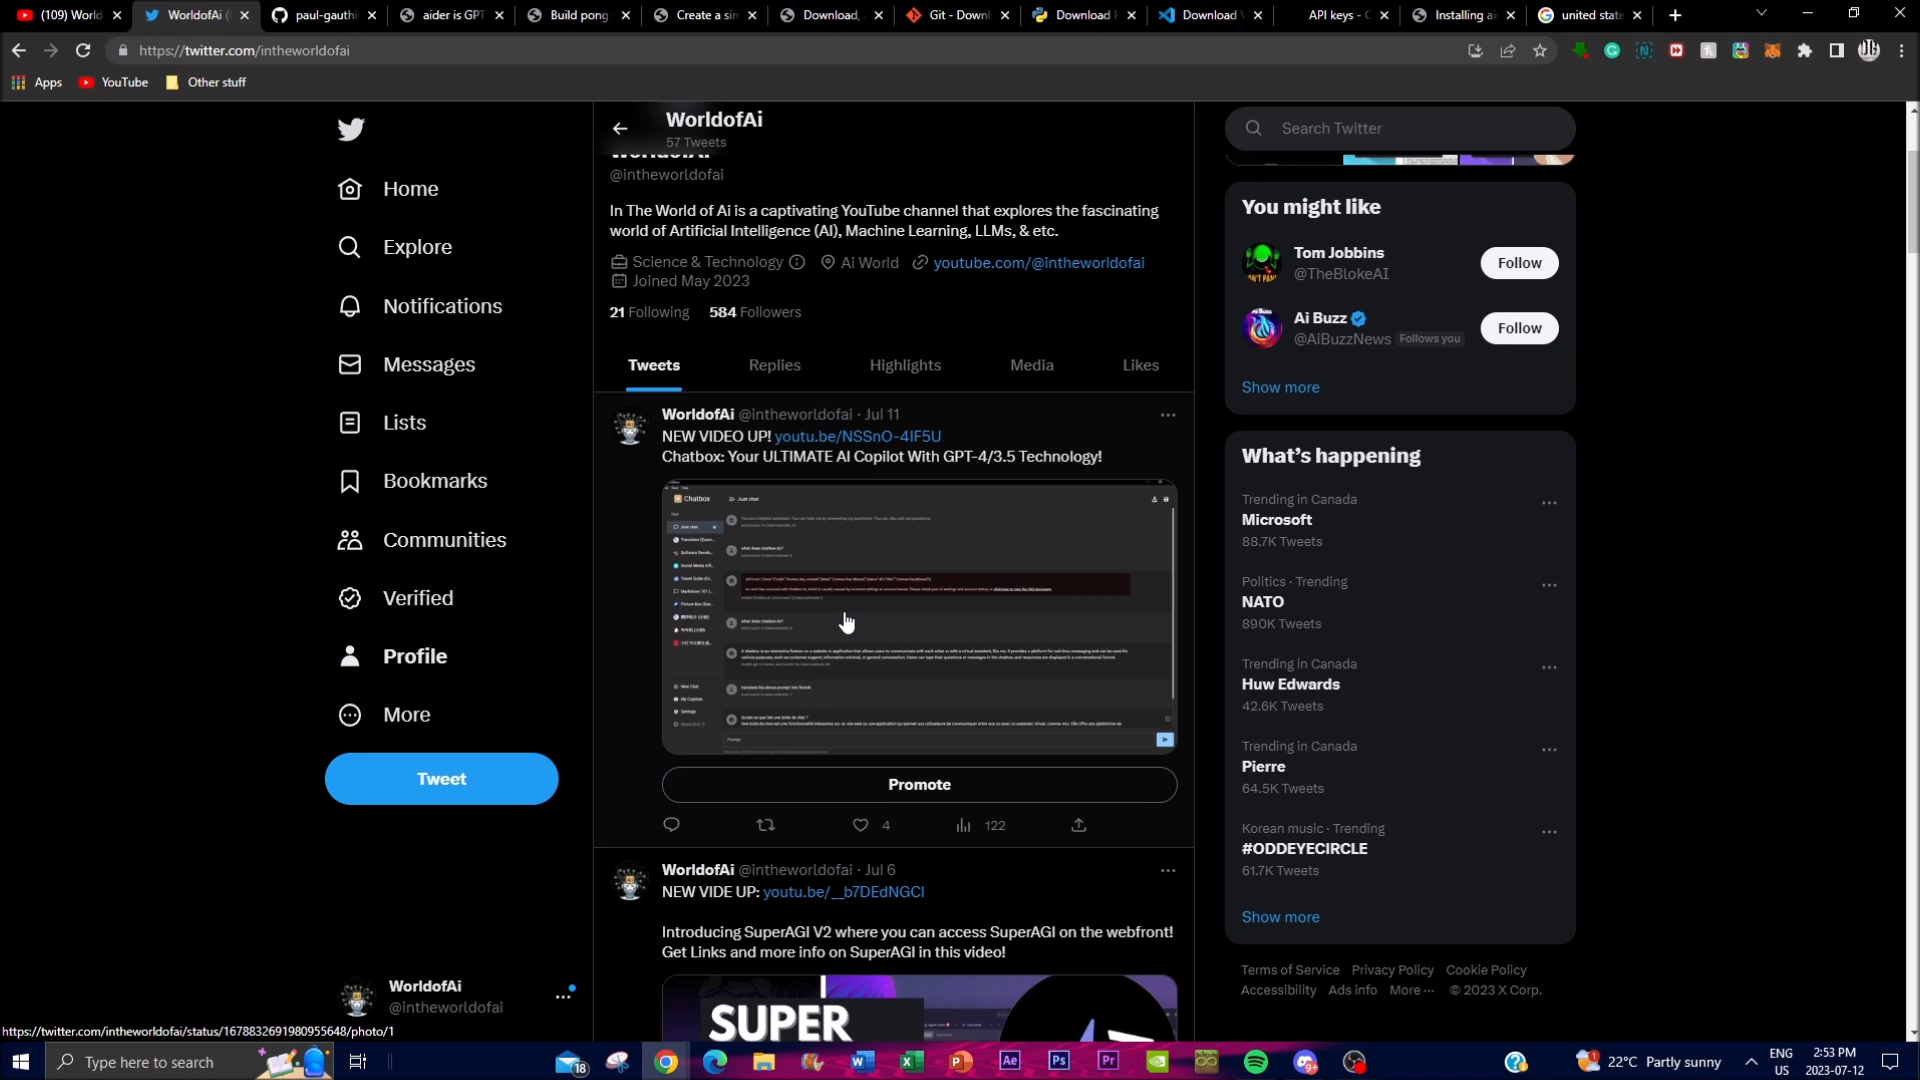 (109) World
WorldofAi (
paul-gauthi
aider is GPT
Build pong
Create a sim
Download,
Git - Downl
Download
Download
API keys - C
Installing ai
united state
https://twitter.com/intheworldofai
Apps
YouTube
Other stuff
WorldofAi
57 Tweets
WorldofAi
@intheworldofai
In The World of Ai is a captivating YouTube channel that explores the fascinating
world of Artificial Intelligence (AI), Machine Learning, LLMs, & etc.
Science & Technology Ai World youtube.com/@intheworldofai
Joined May 2023
21 Following 584 Followers
Tweets Replies Highlights Media Likes
Home
Explore
Notifications
Messages
Lists
Bookmarks
Communities
Verified
Profile
More
Tweet
WorldofAi
@intheworldofai
WorldofAi @intheworldofai · Jul 11
NEW VIDEO UP! youtu.be/NSSnO-4IF5U
Chatbox: Your ULTIMATE AI Copilot With GPT-4/3.5 Technology!
Chatbox
Just chat
Promote
4
122
WorldofAi @intheworldofai · Jul 6
NEW VIDE UP: youtu.be/__b7DEdNGCI
Introducing SuperAGI V2 where you can access SuperAGI on the webfront!
Get Links and more info on SuperAGI in this video!
SUPER
Search Twitter
You might like
Tom Jobbins
@TheBlokeAI
Follow
Ai Buzz
@AiBuzzNews Follows you
Follow
Show more
What's happening
Trending in Canada
Microsoft
88.7K Tweets
Politics · Trending
NATO
890K Tweets
Trending in Canada
Huw Edwards
42.6K Tweets
Trending in Canada
Pierre
64.5K Tweets
Korean music · Trending
#ODDEYECIRCLE
61.7K Tweets
Show more
Terms of Service Privacy Policy Cookie Policy
Accessibility Ads info More ··· © 2023 X Corp.
https://twitter.com/intheworldofai/status/1678832691980955648/photo/1
Type here to search
18
Ae
Ps
Pr
22°C Partly sunny
ENG
US
2:53 PM
2023-07-12